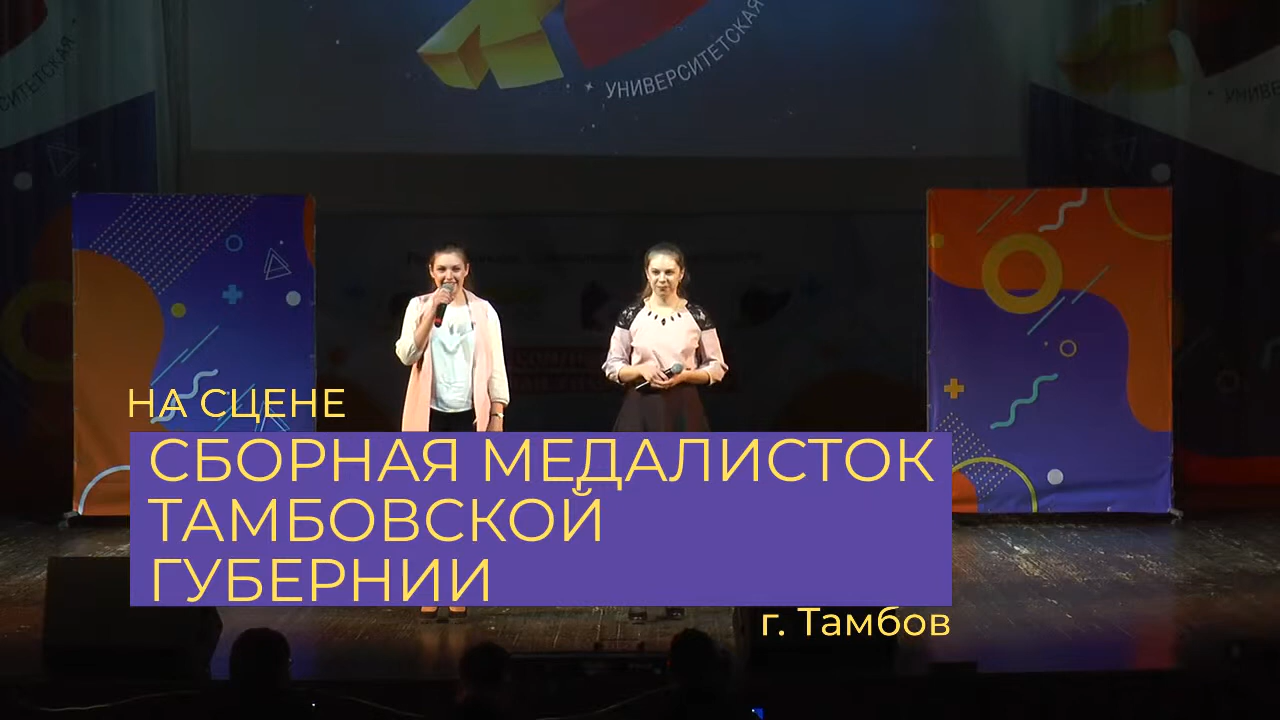 УНИВЕРСИТЕТСКАЯ
НА СЦЕНЕ
СБОРНАЯ МЕДАЛИСТОК
ТАМБОВСКОЙ
ГУБЕРНИИ
г. Тамбов